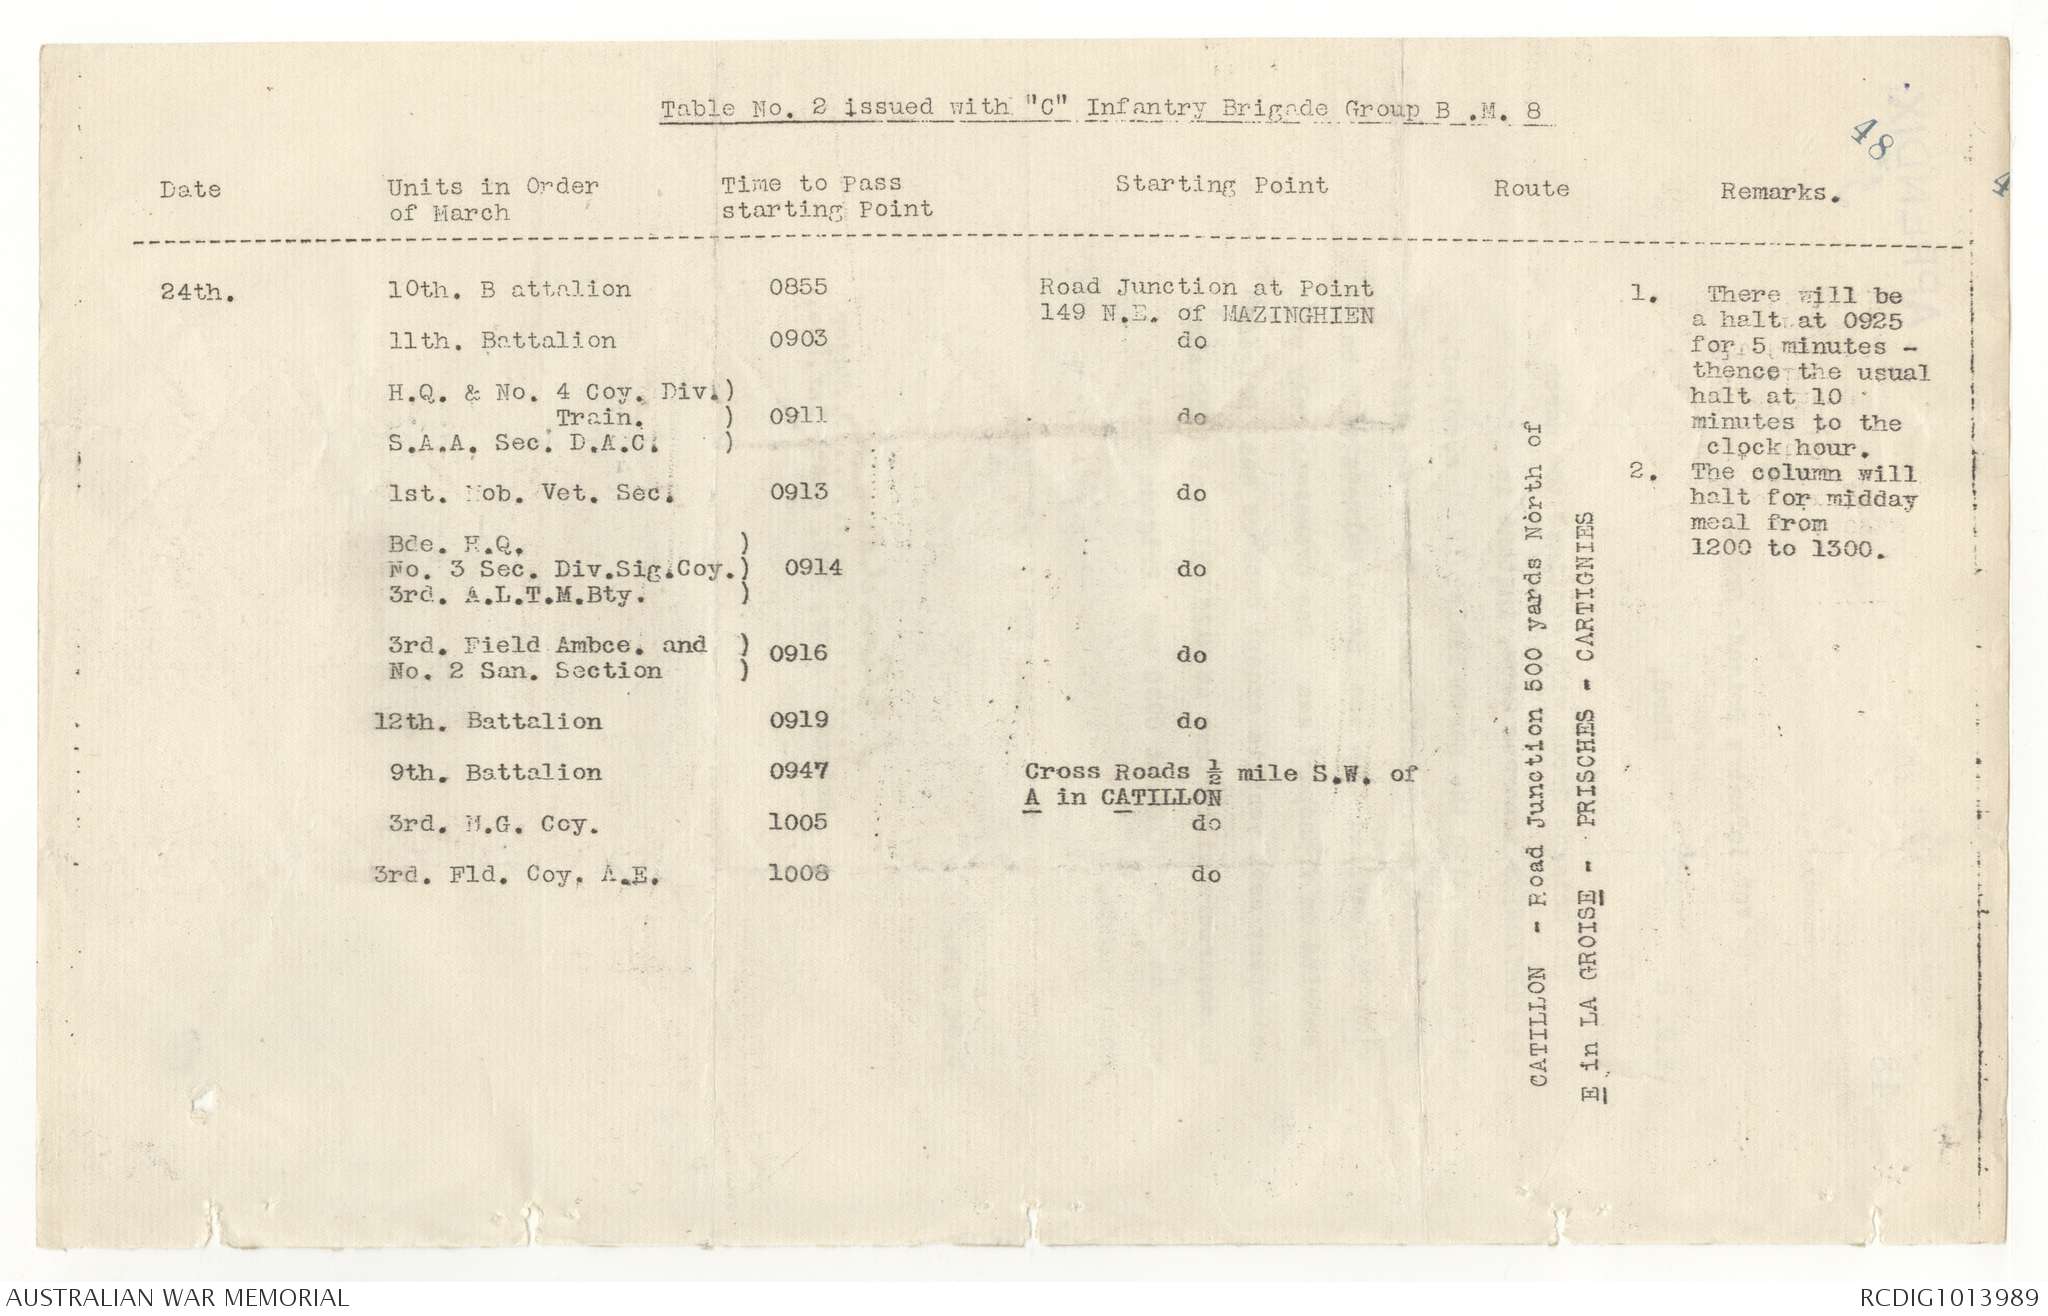 Table No. 2 issued with "C" Infantry Brigade Group B .M. 8
48
4
Date Units in Order of March Time to Pass starting Point Starting Point Route Remarks.
24th. 10th. B attalion 0855 Road Junction at Point
149 N.E. of MAZINGHIEN
11th. Battalion 0903 do
H.Q. & No. 4 Coy. Div.)
Train. ) 0911 do
S.A.A. Sec. D.A.C. )
1st. Mob. Vet. Sec. 0913 do
Bde. H.Q. )
No. 3 Sec. Div.Sig.Coy.) 0914 do
3rd. A.L.T.M.Bty. )
3rd. Field Ambce. and ) 0916 do
No. 2 San. Section )
12th. Battalion 0919 do
9th. Battalion 0947 Cross Roads ½ mile S.W. of
A in CATILLON
3rd. M.G. Coy. 1005 do
3rd. Fld. Coy. A.E. 1008 do
CATILLON - Road Junction 500 yards North of
E in LA GROISE - PRISCHES - CARTIGNIES
1. There will be
a halt at 0925
for 5 minutes -
thence the usual
halt at 10
minutes to the
clock hour.
2. The column will
halt for midday
meal from
1200 to 1300.
AUSTRALIAN WAR MEMORIAL
RCDIG1013989